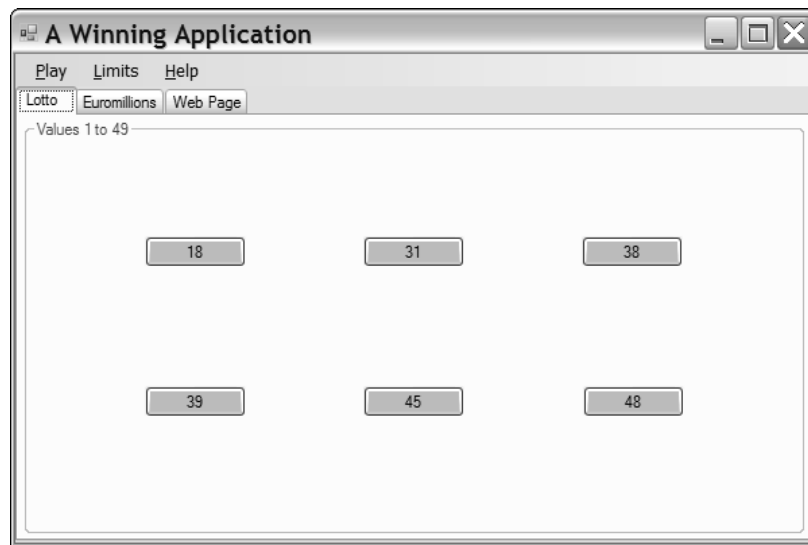 A Winning Application
Play Limits Help
Lotto Euromillions Web Page
Values 1 to 49
18 31 38
39 45 48